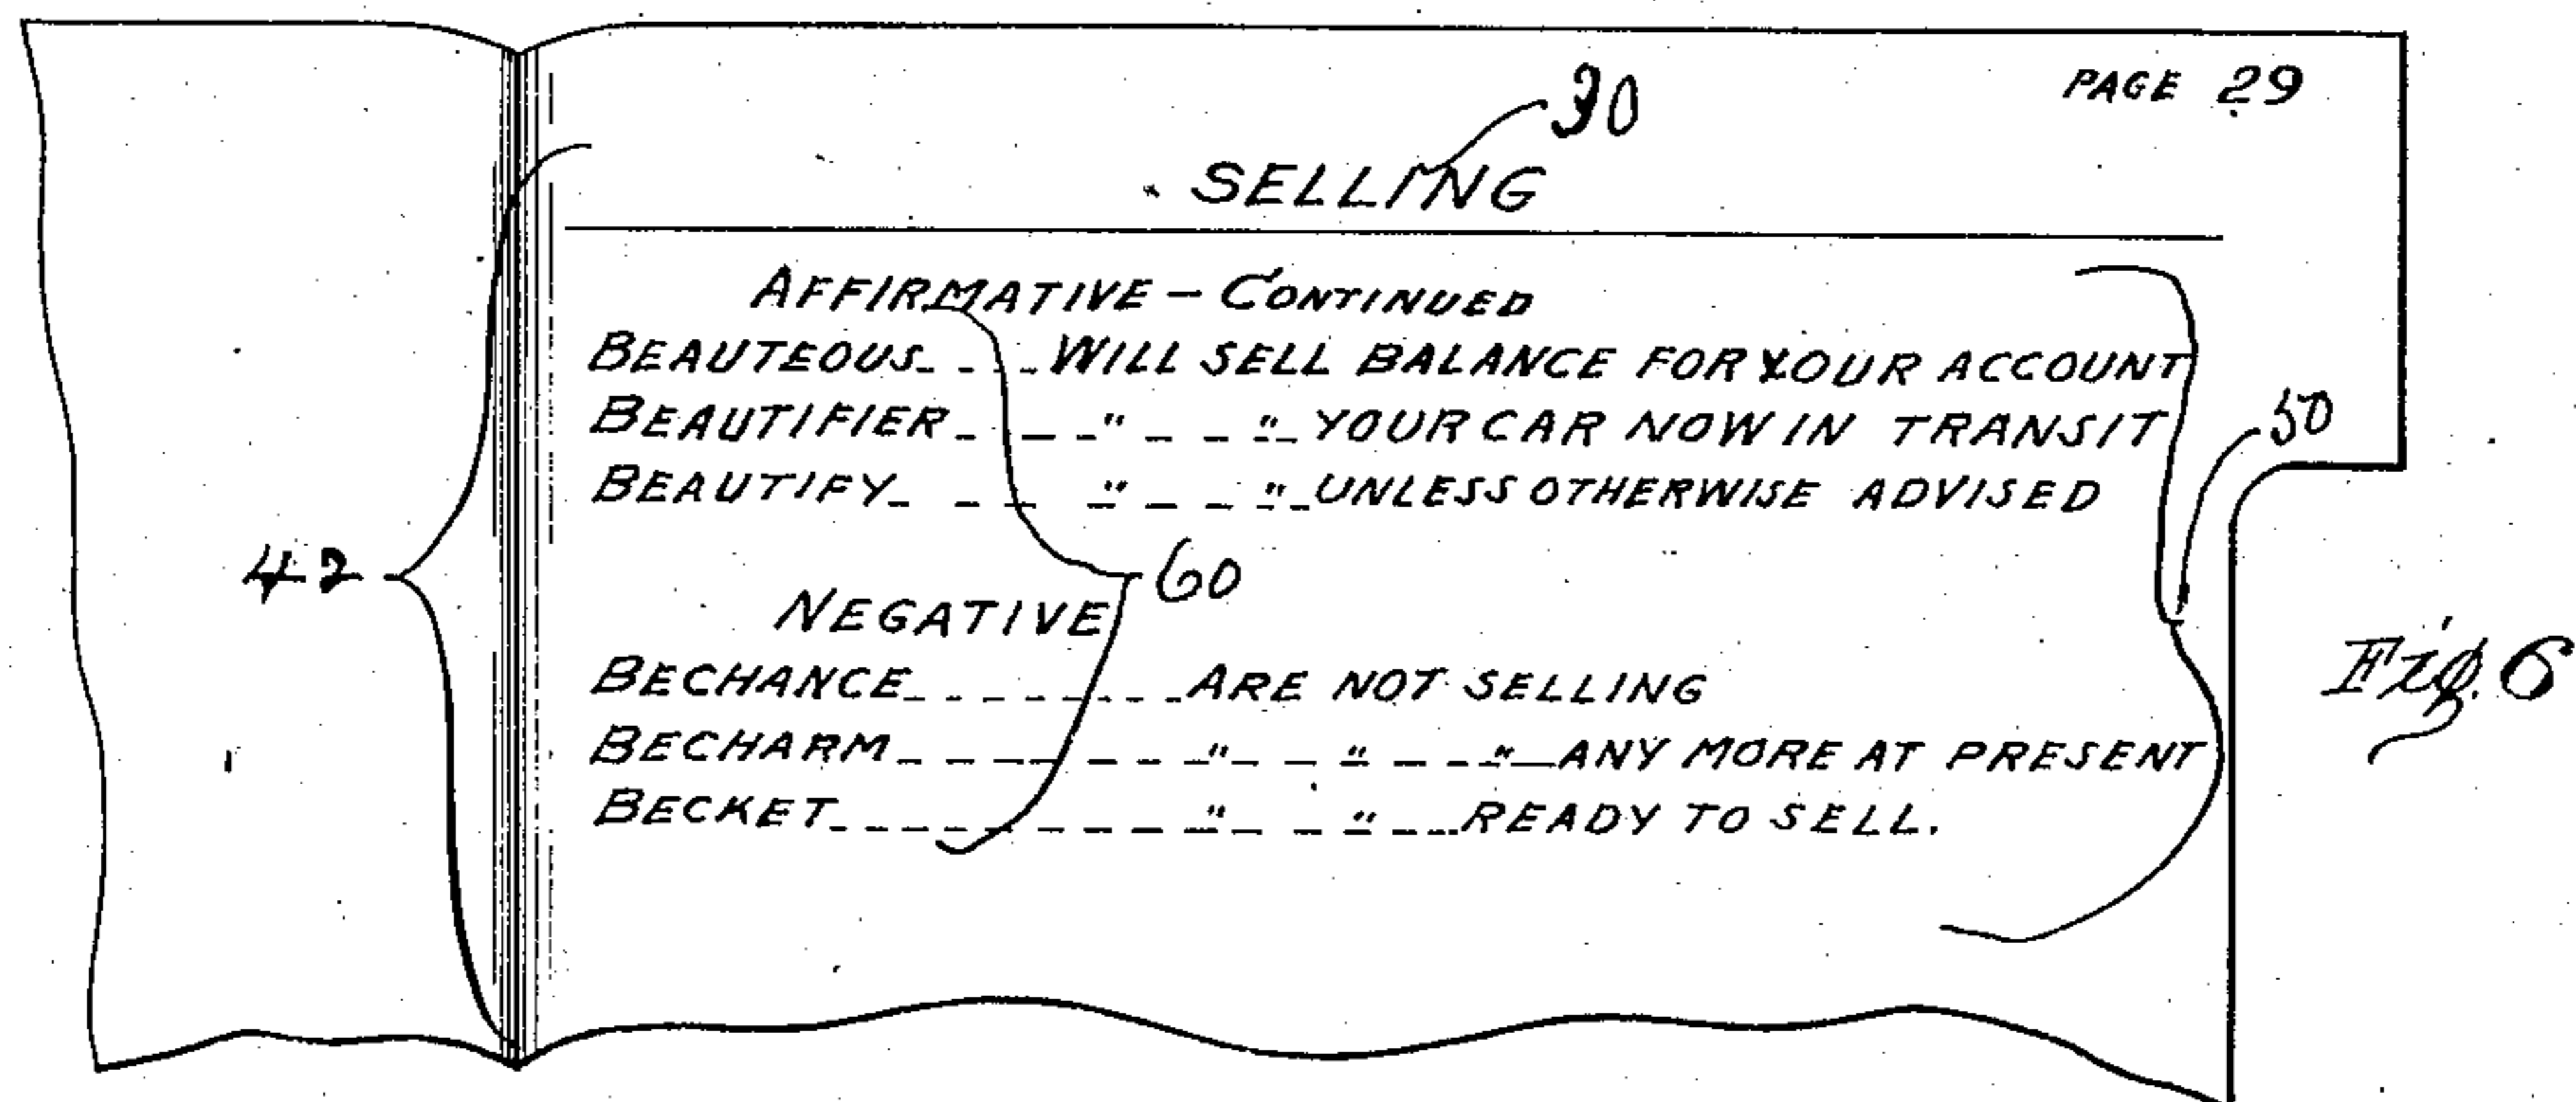 PAGE 29
30
SELLING
AFFIRMATIVE – CONTINUED
BEAUTEOUS - - - - WILL SELL BALANCE FOR YOUR ACCOUNT
BEAUTIFIER - - - " - - " - YOUR CAR NOW IN TRANSIT
50
BEAUTIFY - - - " - - " - UNLESS OTHERWISE ADVISED
42
60
NEGATIVE
Fig. 6
BECHANCE - - - - - - - - ARE NOT SELLING
BECHARM - - - - - - " - - " - - " - ANY MORE AT PRESENT
BECKET - - - - - - - - " - - " - - READY TO SELL.